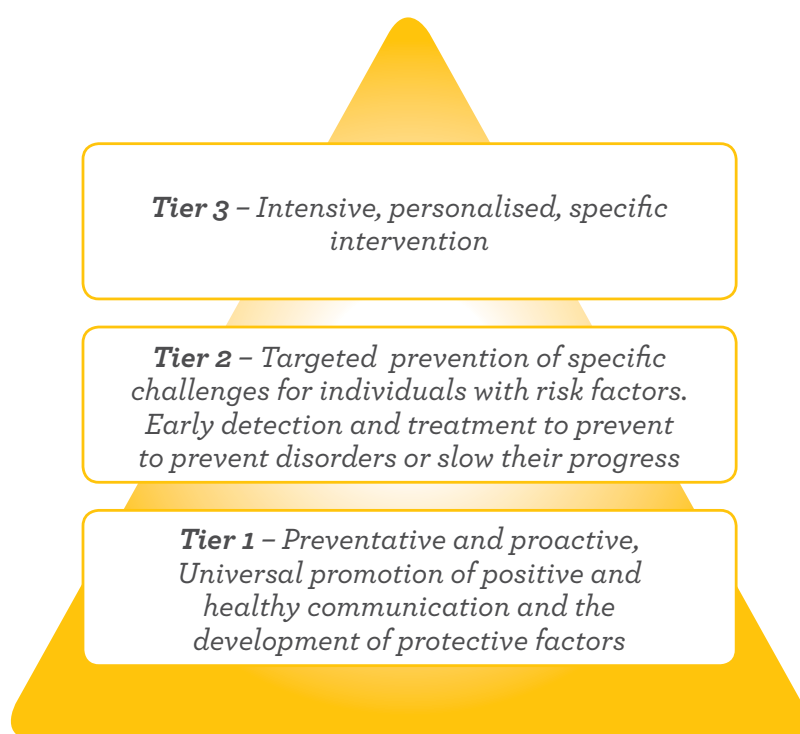 Tier 3 – Intensive, personalised, specific
intervention
Tier 2 – Targeted prevention of specific
challenges for individuals with risk factors.
Early detection and treatment to prevent
to prevent disorders or slow their progress
Tier 1 – Preventative and proactive,
Universal promotion of positive and
healthy communication and the
development of protective factors